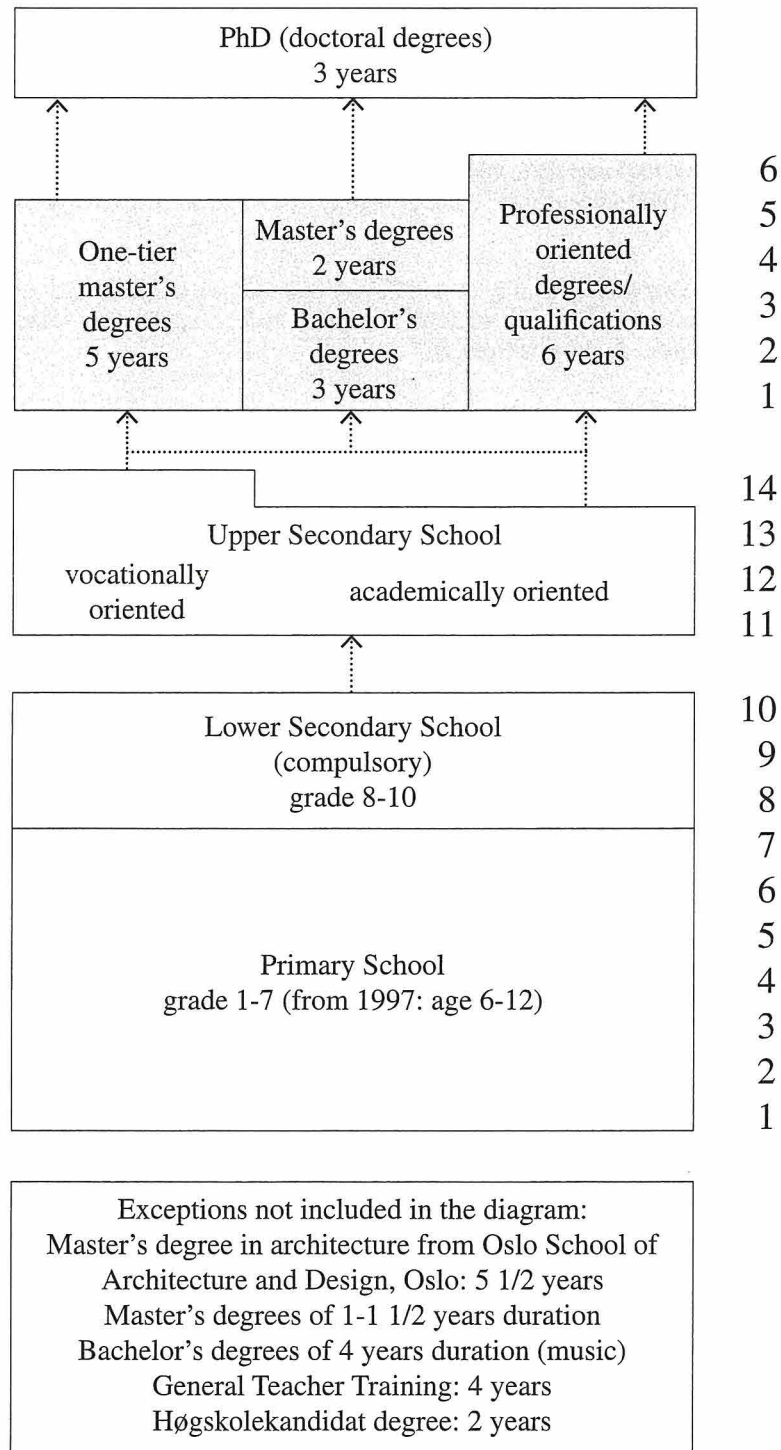 PhD (doctoral degrees)
3 years
6
5
4
3
2
1
One-tier
master's
degrees
5 years
Master's degrees
2 years
Bachelor's
degrees
3 years
Professionally
oriented
degrees/
qualifications
6 years
14
13
12
11
Upper Secondary School
vocationally
oriented
academically oriented
10
9
8
7
6
5
4
3
2
1
Lower Secondary School
(compulsory)
grade 8-10
Primary School
grade 1-7 (from 1997: age 6-12)
Exceptions not included in the diagram:
Master's degree in architecture from Oslo School of
Architecture and Design, Oslo: 5 1/2 years
Master's degrees of 1-1 1/2 years duration
Bachelor's degrees of 4 years duration (music)
General Teacher Training: 4 years
Høgskolekandidat degree: 2 years